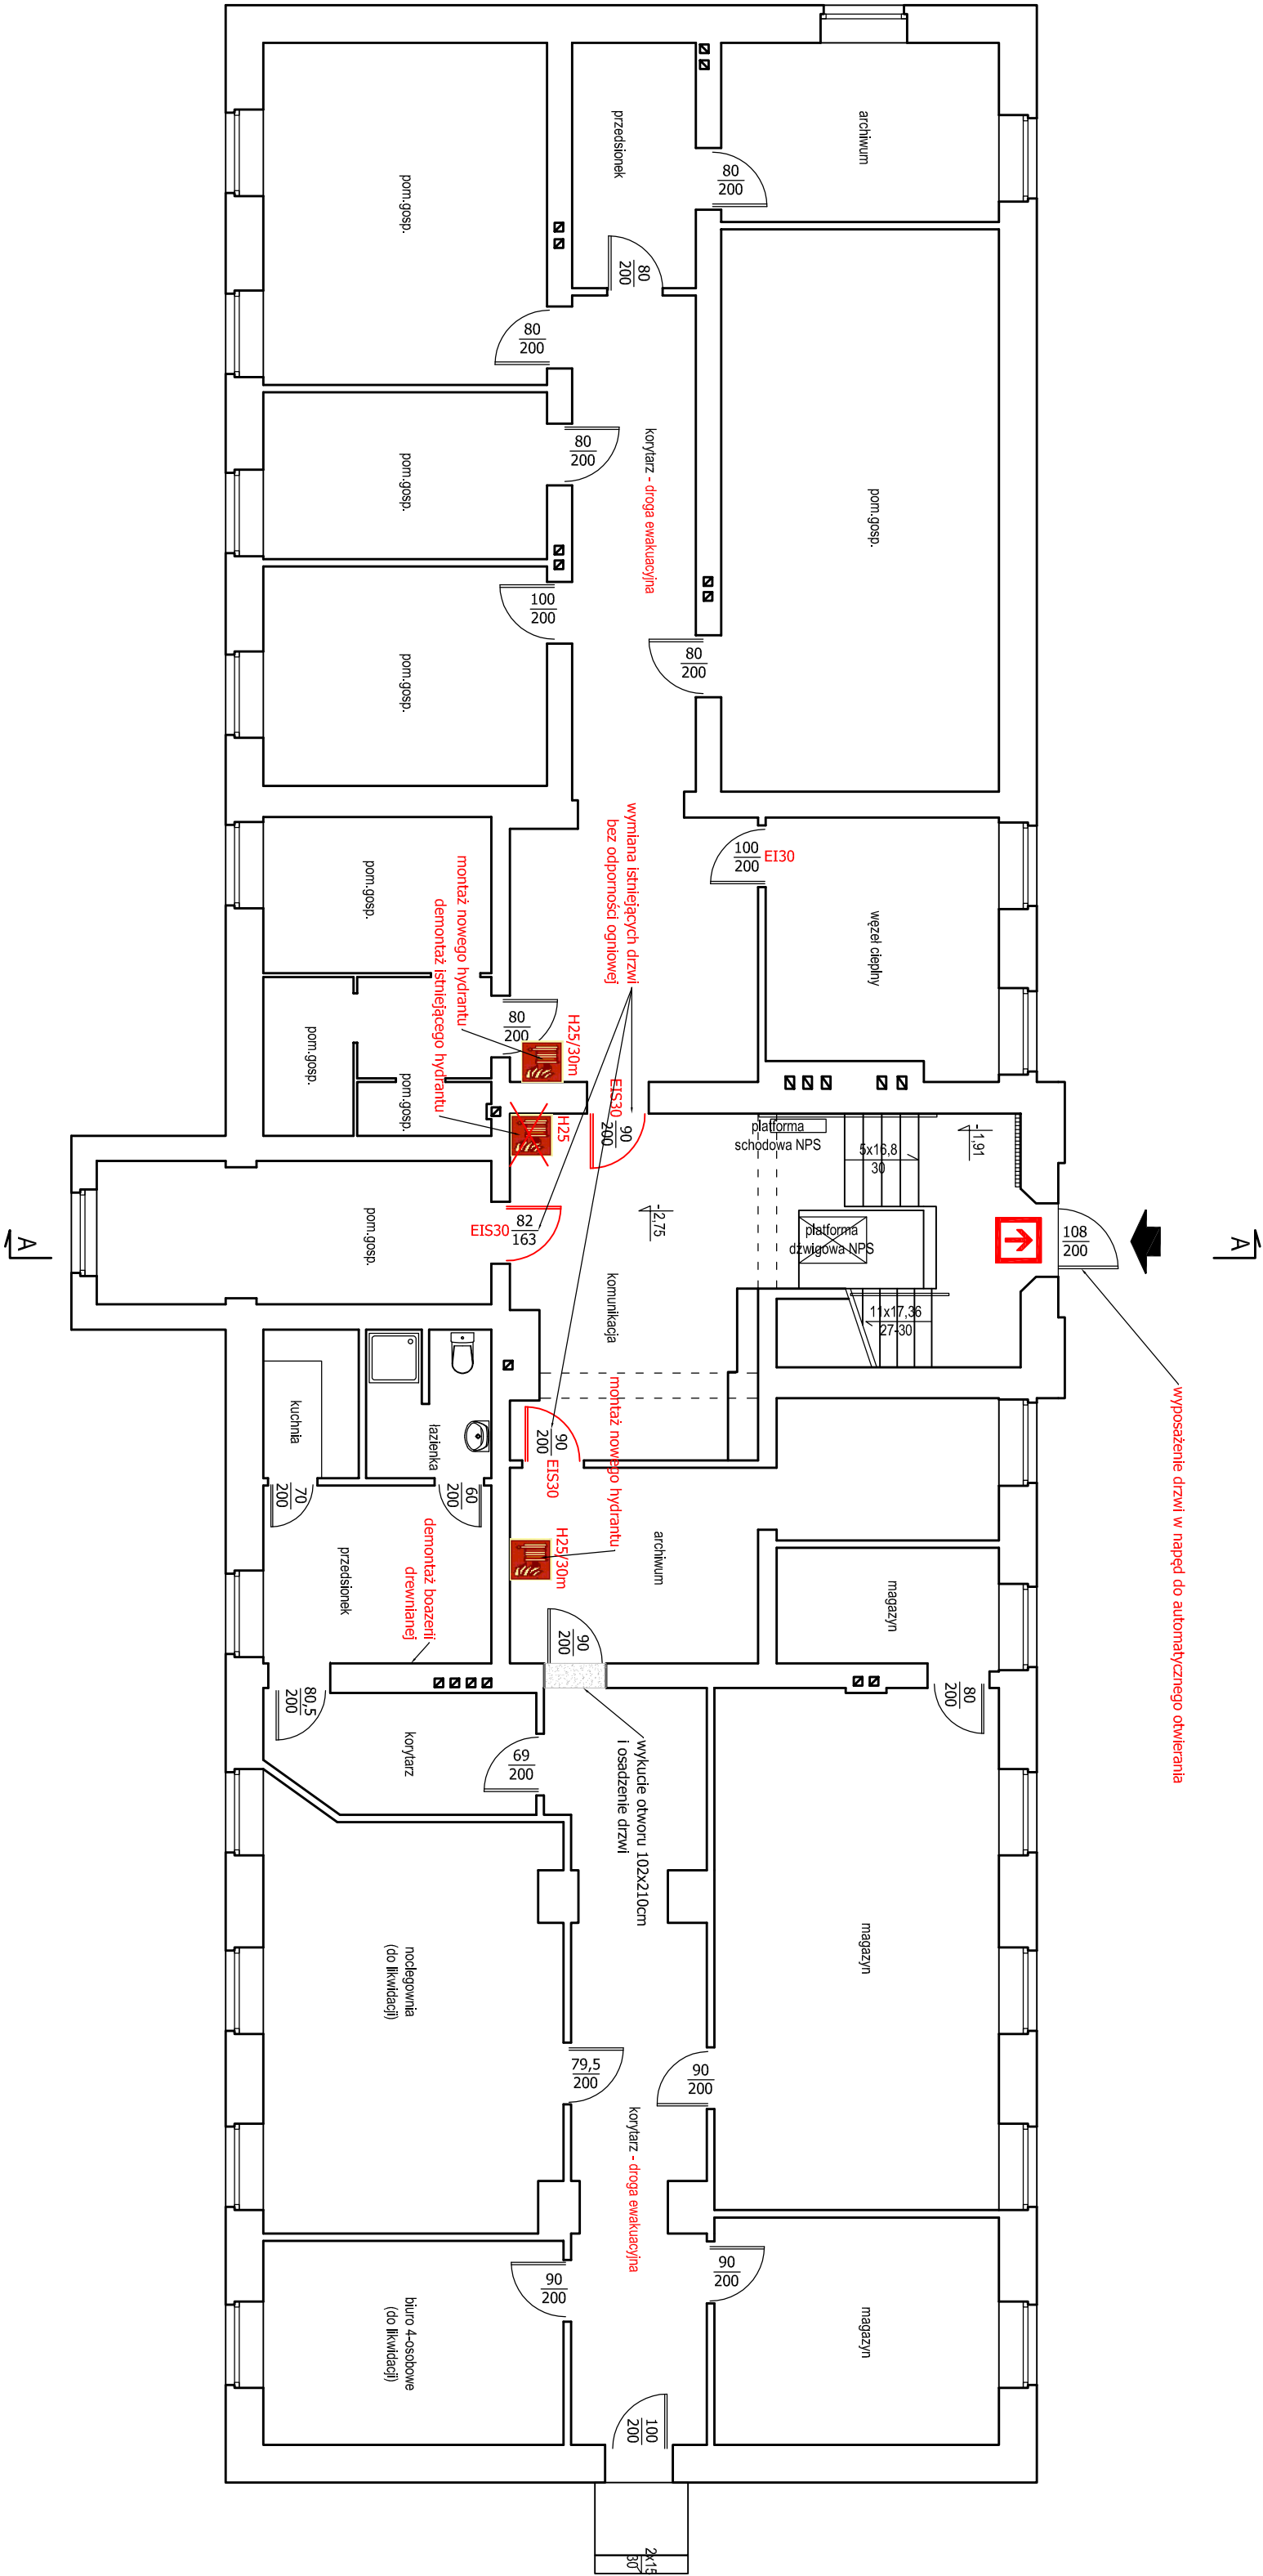 archiwum
przedsionek
80
200
pom.gosp.
80
200
80
200
korytarz - droga ewakuacyjna
80
200
pom.gosp.
pom.gosp.
100
200
80
200
pom.gosp.
wymiana istniejących drzwi
bez odporności ogniowej
100
200
EI30
węzeł cieplny
pom.gosp.
montaż nowego hydrantu
demontaż istniejącego hydrantu
80
200
H25/30m
pom.gosp.
pom.gosp.
H25
EIS30
90
200
platforma
schodowa NPS
5x16,8
30
-1,91
-2,75
platforma
dźwigowa NPS
108
200
A
A
pom.gosp.
EIS30
82
163
komunikacja
11x17,36
27-30
wyposażenie drzwi w napęd do automatycznego otwierania
kuchnia
łazienka
70
200
60
200
90
200
EIS30
montaż nowego hydrantu
H25/30m
archiwum
magazyn
przedsionek
demontaż boazerii
drewnianej
90
200
80
200
80,5
200
korytarz
69
200
wykucie otworu 102x210cm
i osadzenie drzwi
magazyn
noclegownia
(do likwidacji)
79,5
200
90
200
korytarz - droga ewakuacyjna
90
200
90
200
biuro 4-osobowe
(do likwidacji)
magazyn
100
200
2x15
30